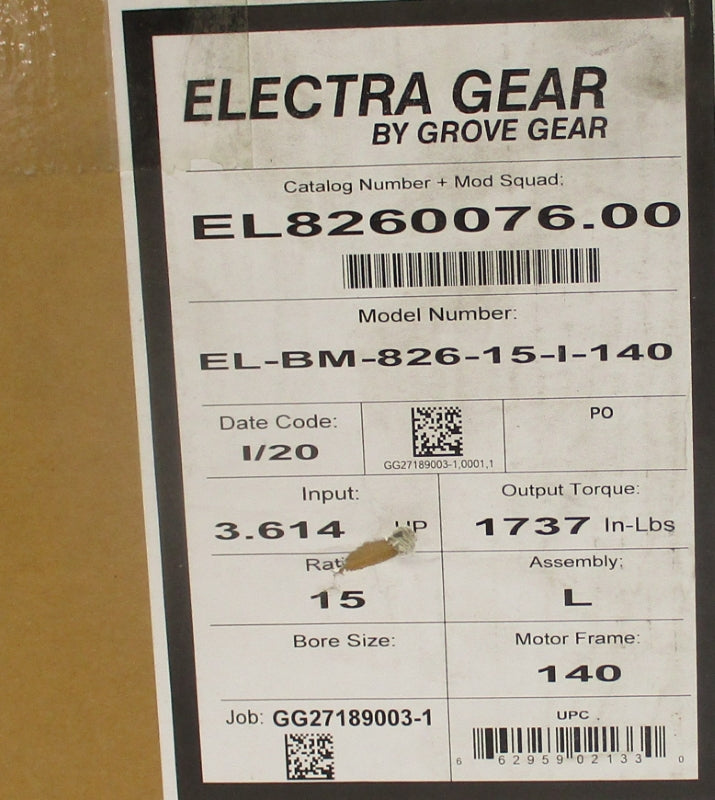 ELECTRA GEAR
BY GROVE GEAR
Catalog Number + Mod Squad:
EL8260076.00
Model Number:
EL-BM-826-15-I-140
Date Code:
I/20
GG27189003-1,0001,1
PO
Input:
3.614 HP
Output Torque:
1737 In-Lbs
Rat
15
Assembly:
L
Bore Size:
Motor Frame:
140
Job: GG27189003-1
UPC
6 62959 02133 0